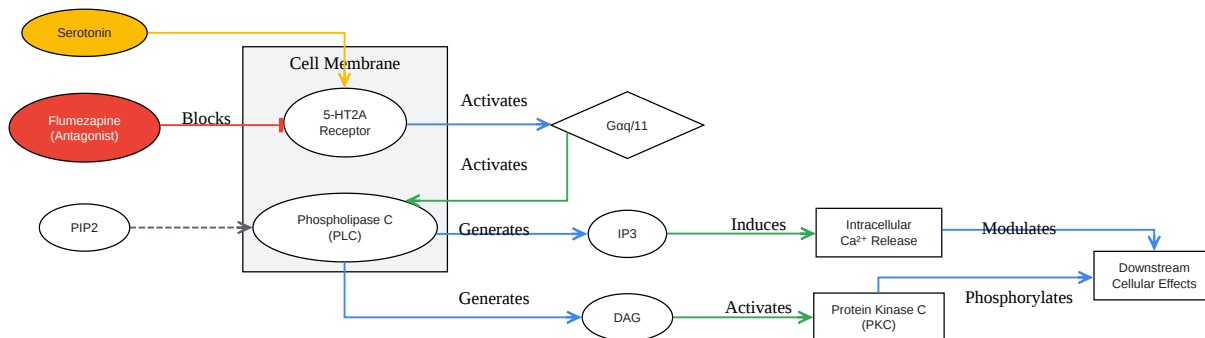 Serotonin
Cell Membrane
Flumezapine
(Antagonist)
Blocks
5-HT2A
Receptor
Activates
Gαq/11
Activates
PIP2
Phospholipase C
(PLC)
Generates
IP3
Induces
Intracellular
Ca²⁺ Release
Modulates
Downstream
Cellular Effects
Generates
DAG
Activates
Protein Kinase C
(PKC)
Phosphorylates